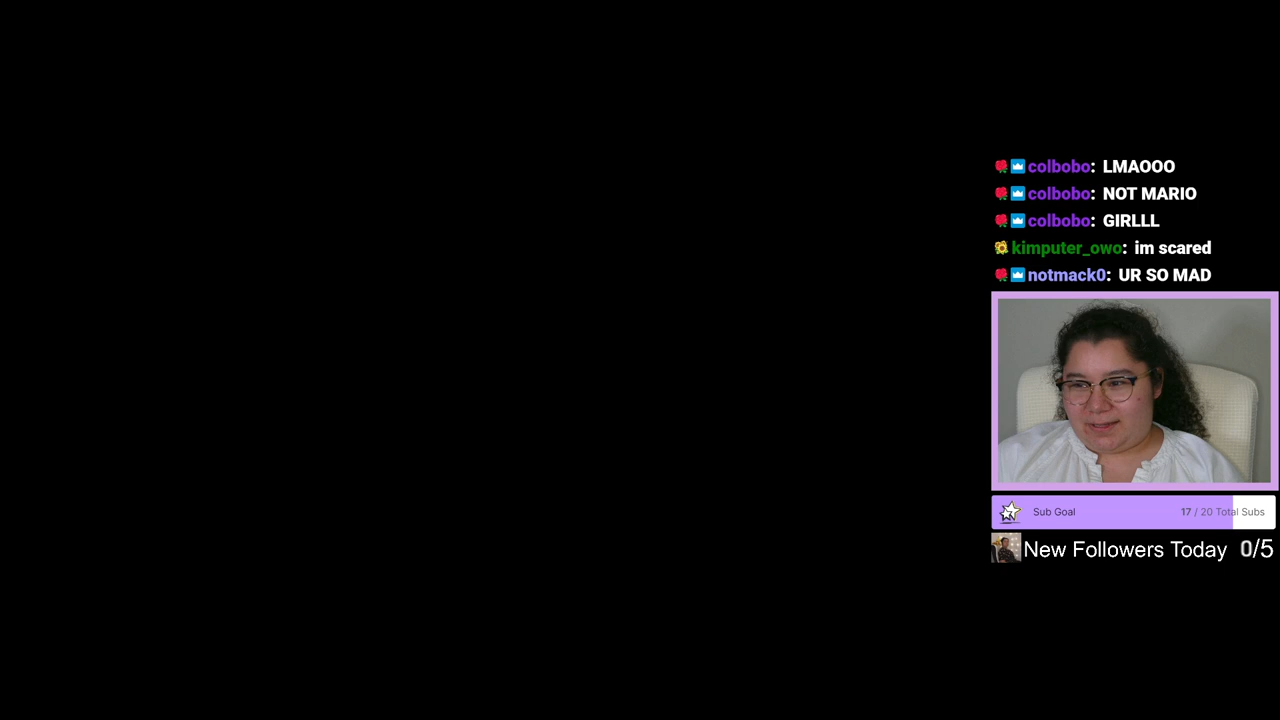 colbobo: LMAOOO
colbobo: NOT MARIO
colbobo: GIRLLL
kimputer_owo: im scared
notmack0: UR SO MAD
Sub Goal 17 / 20 Total Subs
New Followers Today 0/5